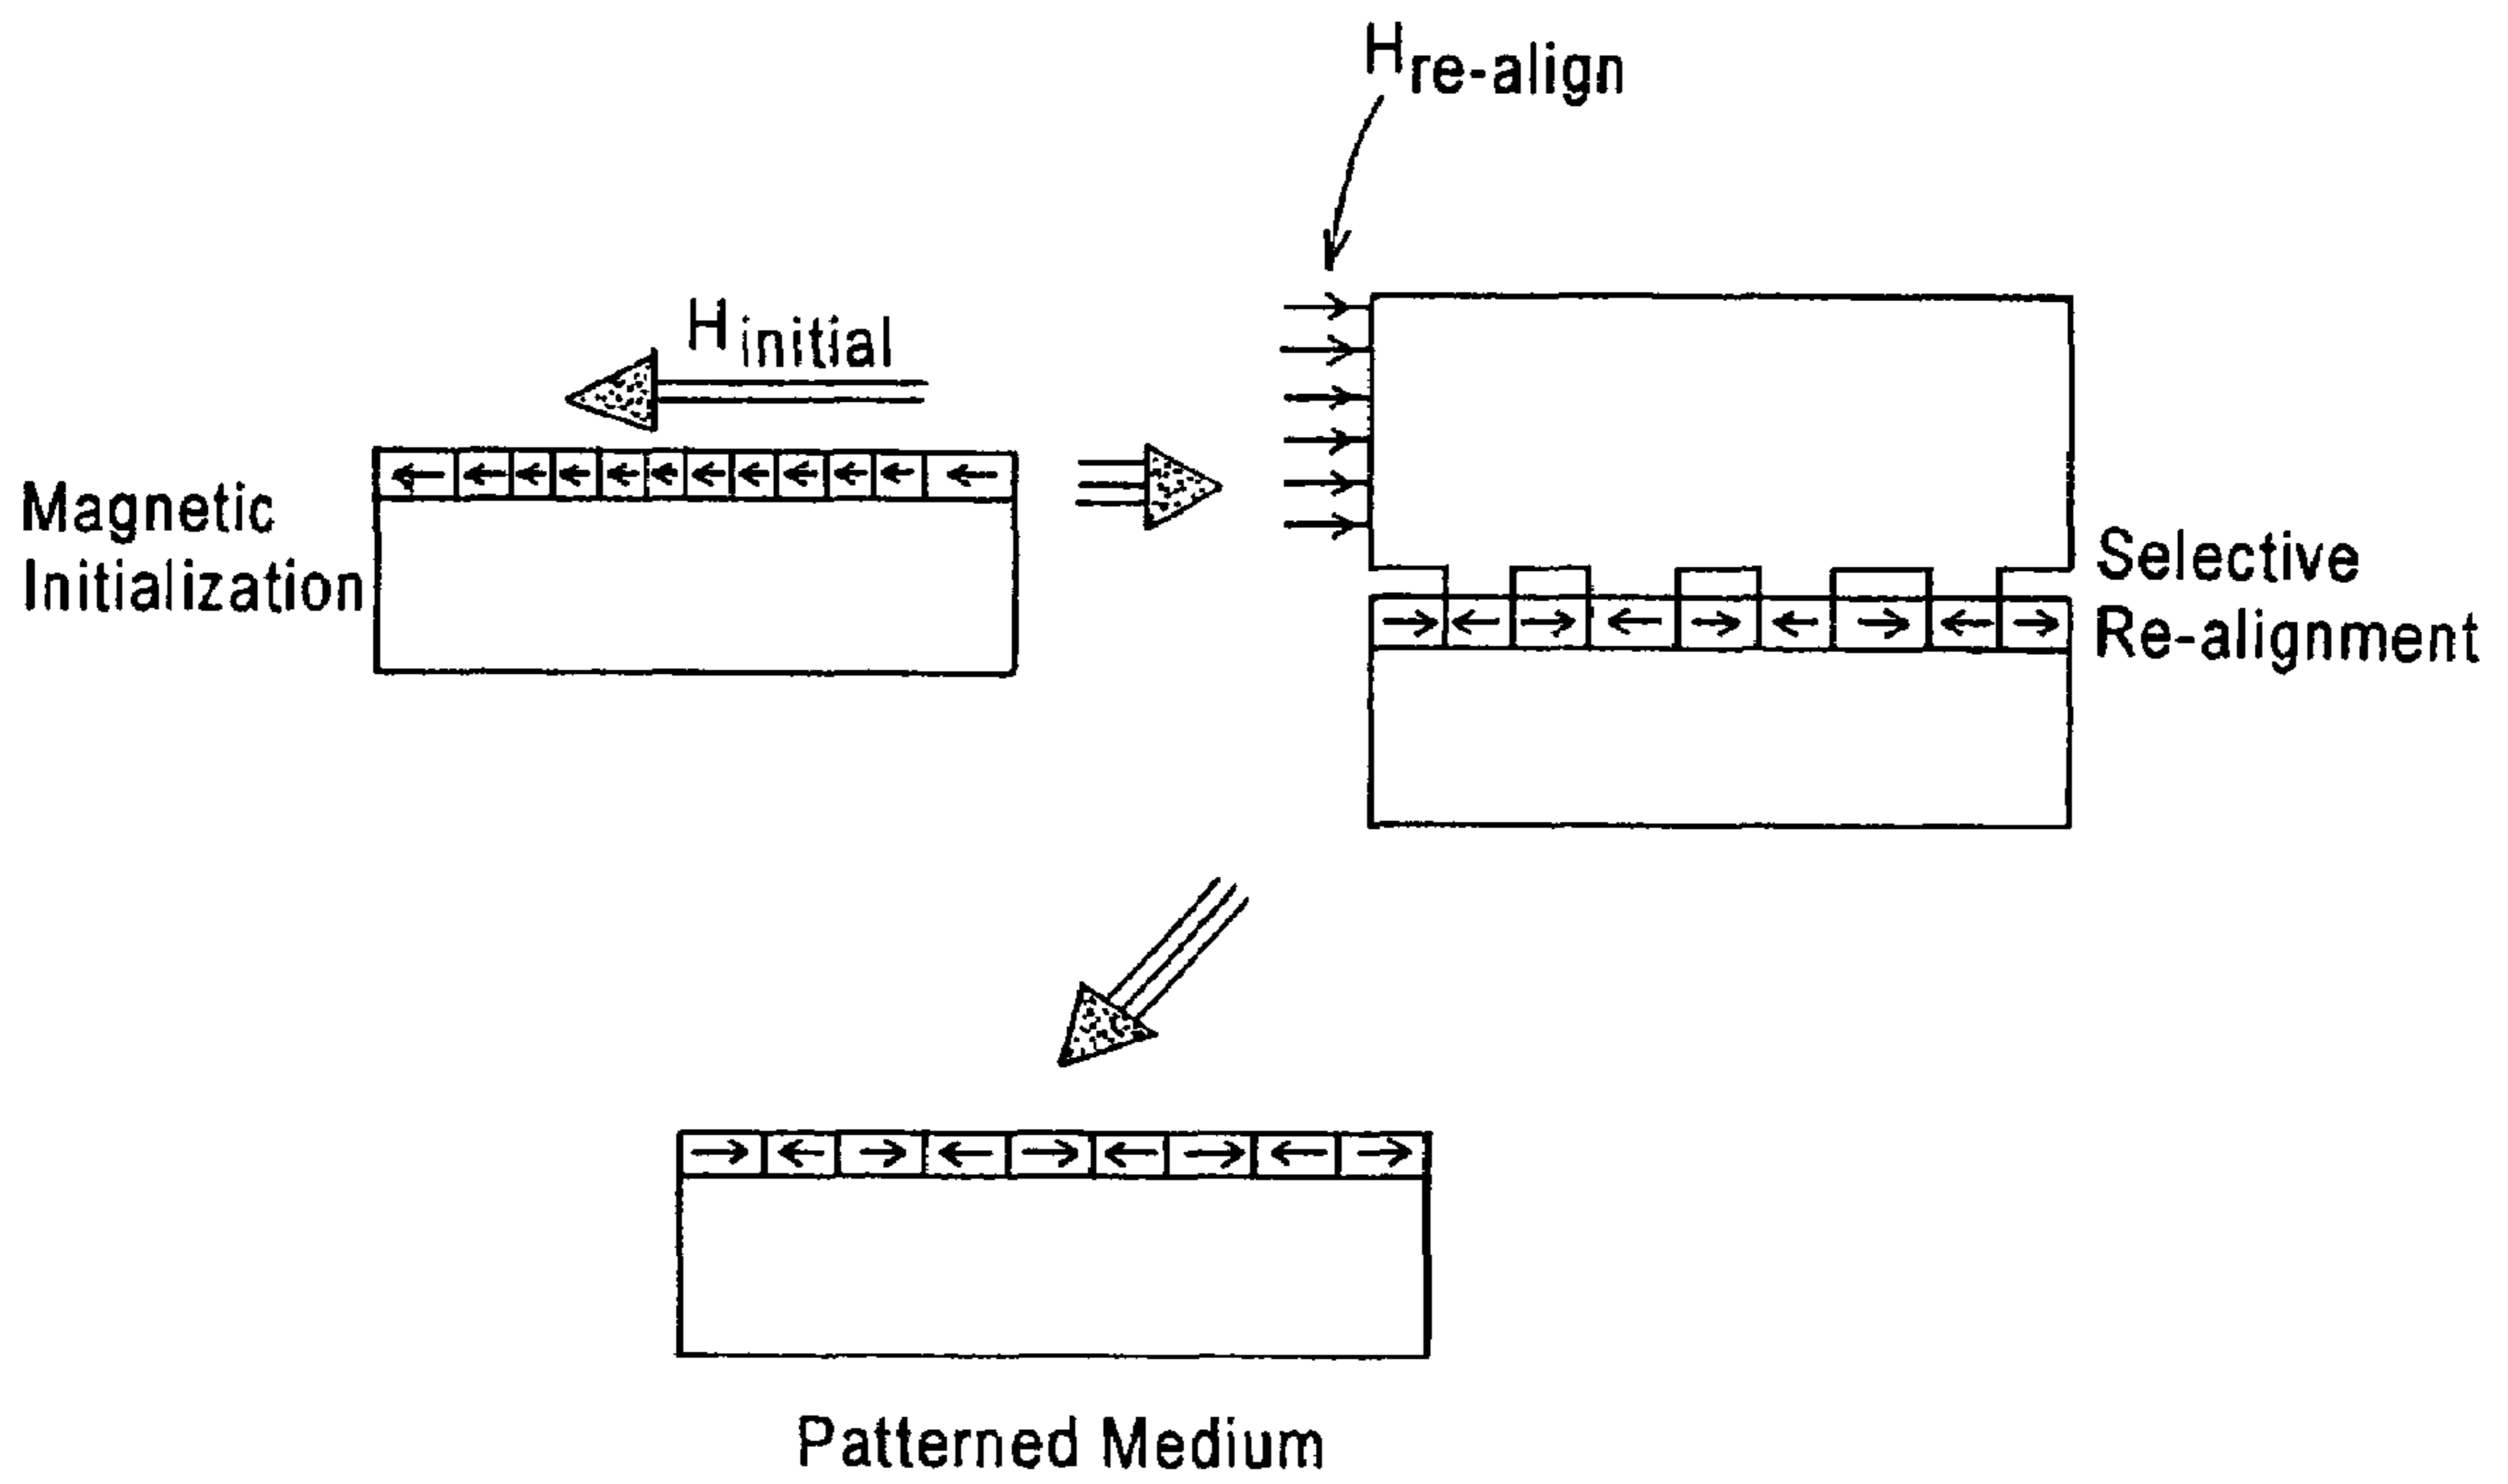 H re-align
H initial
Magnetic
Initialization
Selective
Re-alignment
Patterned Medium